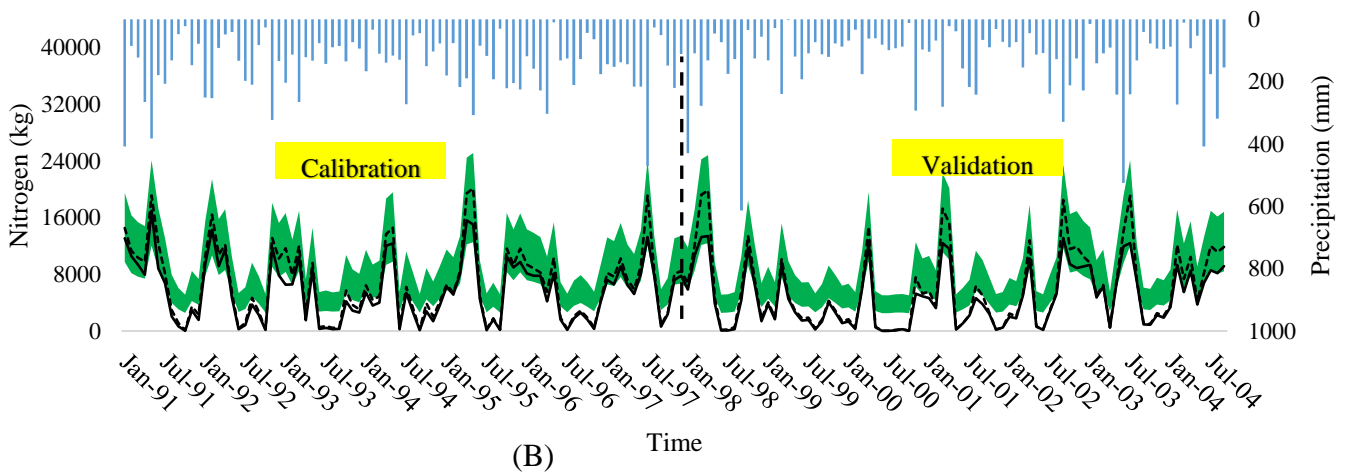 40000
32000
24000
16000
8000
0
Nitrogen (kg)
Calibration
Validation
0
200
400
600
800
1000
Precipitation (mm)
Jan-91
Jul-91
Jan-92
Jul-92
Jan-93
Jul-93
Jan-94
Jul-94
Jan-95
Jul-95
Jan-96
Jul-96
Jan-97
Jul-97
Jan-98
Jul-98
Jan-99
Jul-99
Jan-00
Jul-00
Jan-01
Jul-01
Jan-02
Jul-02
Jan-03
Jul-03
Jan-04
Jul-04
Time
(B)